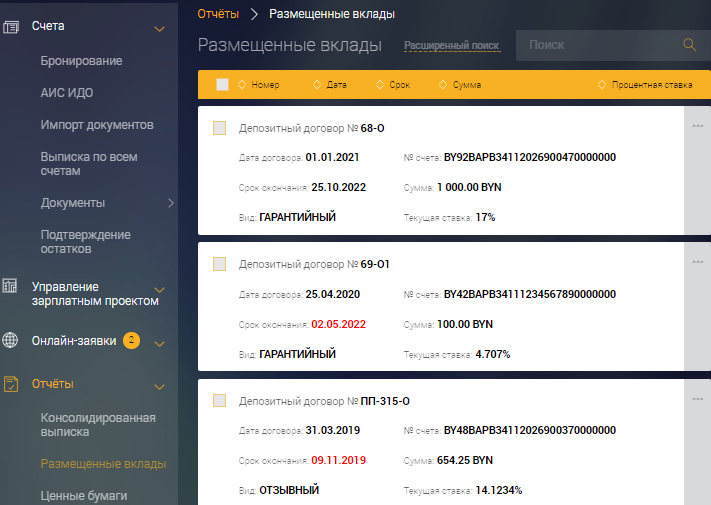 Счета
Бронирование
АИС ИДО
Импорт документов
Выписка по всем
счетам
Документы
Подтверждение
остатков
Управление
зарплатным проектом
Онлайн-заявки 2
Отчёты
Консолидированная
выписка
Размещенные вклады
Ценные бумаги
Отчёты > Размещенные вклады
Размещенные вклады Расширенный поиск Поиск
Номер Дата Срок Сумма Процентная ставка
Депозитный договор № 68-О
Дата договора: 01.01.2021 № счета: BY92BAPB34112026900470000000
Срок окончания: 25.10.2022 Сумма: 1 000.00 BYN
Вид: ГАРАНТИЙНЫЙ Текущая ставка: 17%
Депозитный договор № 69-О1
Дата договора: 25.04.2020 № счета: BY42BAPB34111234567890000000
Срок окончания: 02.05.2022 Сумма: 100.00 BYN
Вид: ГАРАНТИЙНЫЙ Текущая ставка: 4.707%
Депозитный договор № ПП-315-О
Дата договора: 31.03.2019 № счета: BY48BAPB34112026900370000000
Срок окончания: 09.11.2019 Сумма: 654.25 BYN
Вид: ОТЗЫВНЫЙ Текущая ставка: 14.1234%